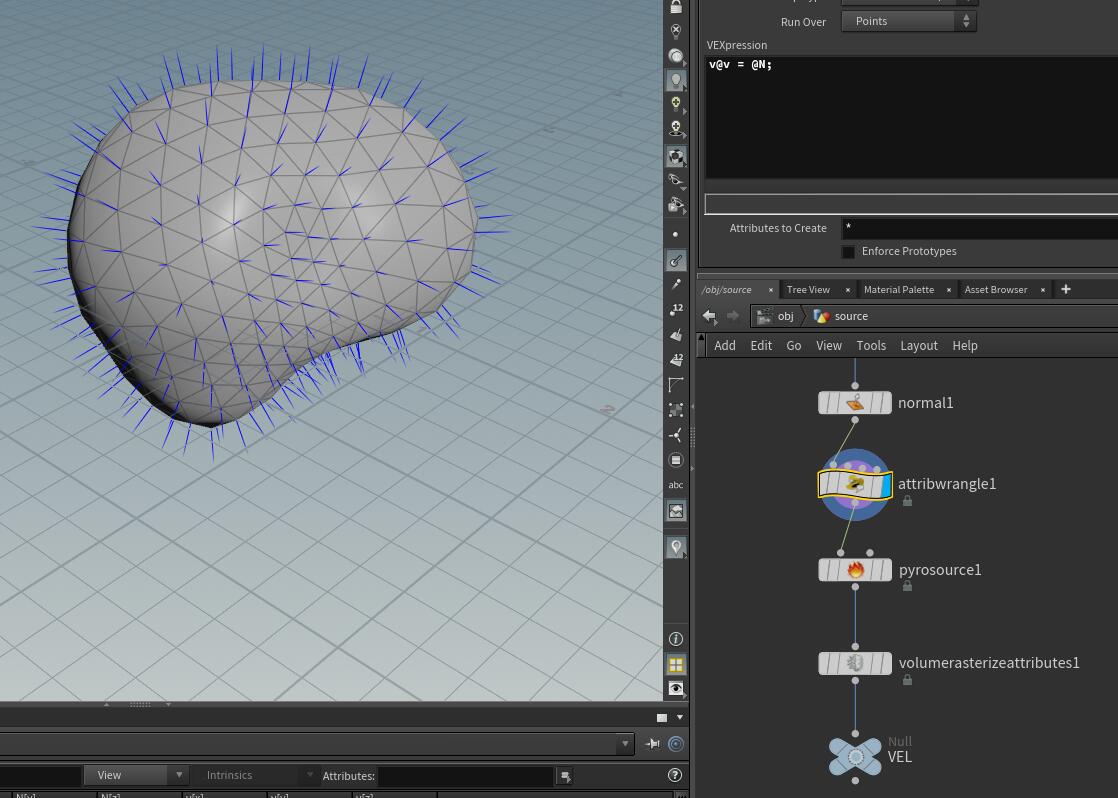 Run Over
Points
VEXpression
v@v = @N;
Attributes to Create
*
Enforce Prototypes
/obj/source
Tree View
Material Palette
Asset Browser
obj
source
Add
Edit
Go
View
Tools
Layout
Help
12
12
abc
normal1
attribwrangle1
pyrosource1
volumerasterizeattributes1
Null
VEL
View
Intrinsics
Attributes: